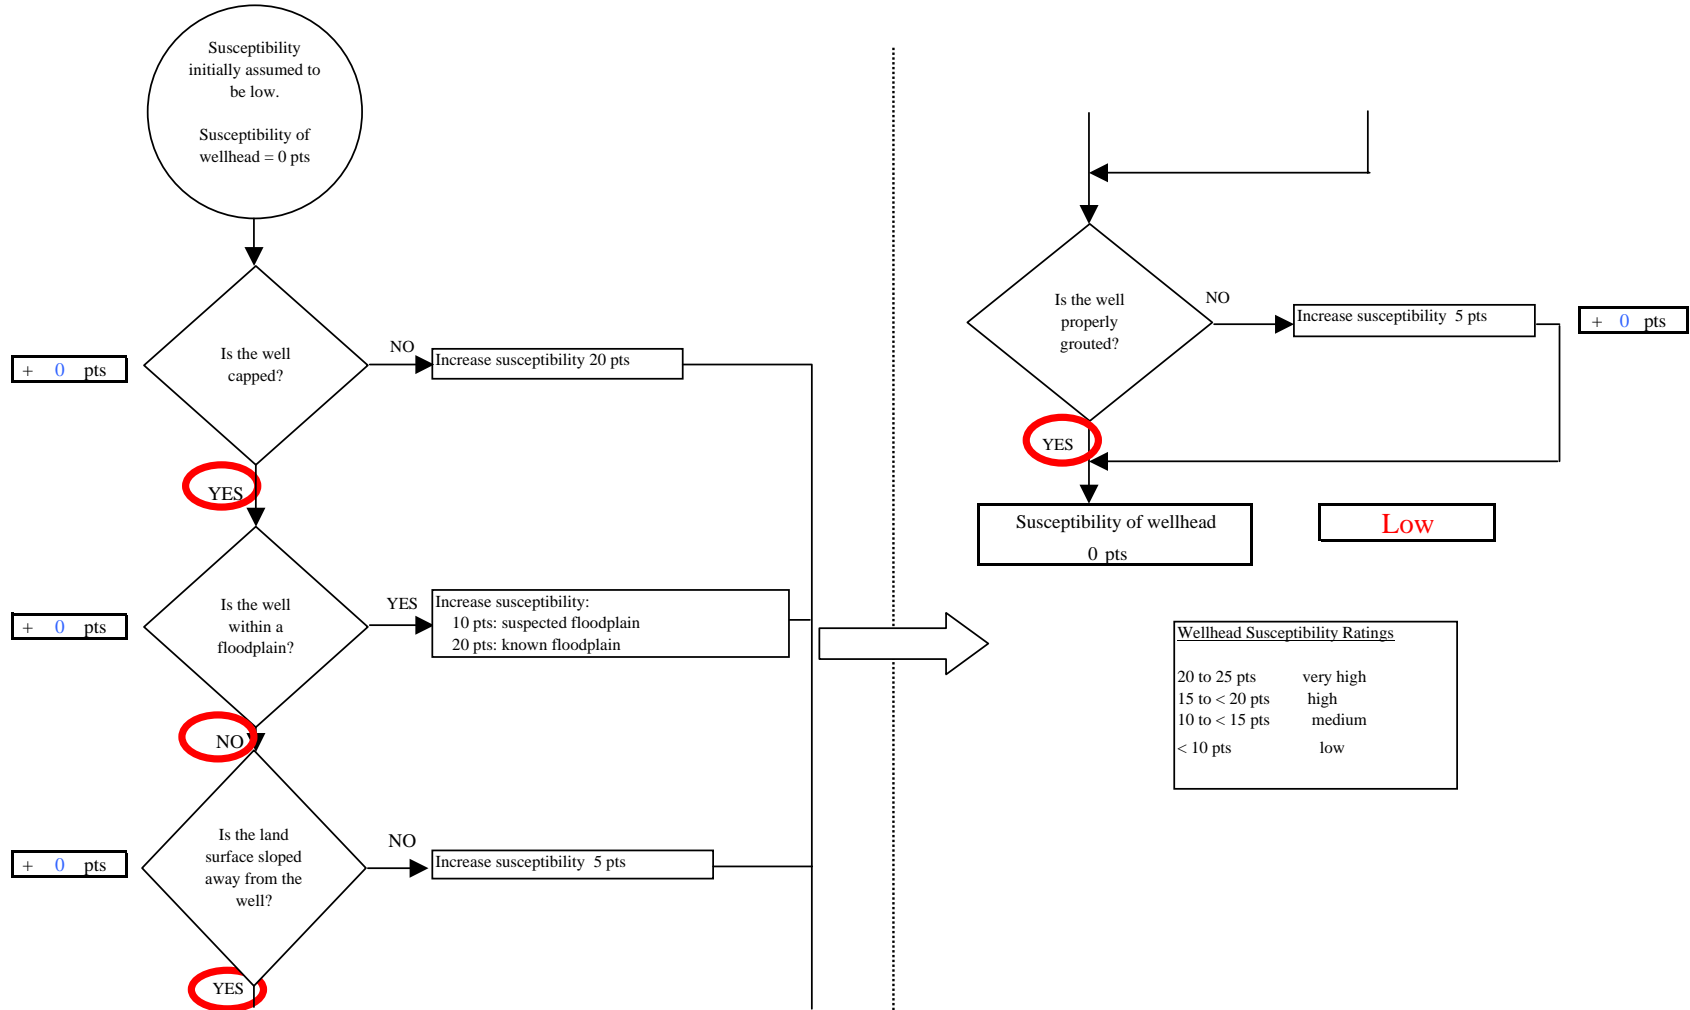 Susceptibility
initially assumed to
be low.
Susceptibility of
wellhead = 0 pts
Is the well
capped?
NO
Increase susceptibility 20 pts
+ 0 pts
YES
Is the well
within a
floodplain?
YES
Increase susceptibility:
10 pts: suspected floodplain
20 pts: known floodplain
+ 0 pts
NO
Is the land
surface sloped
away from the
well?
NO
Increase susceptibility 5 pts
+ 0 pts
YES
Is the well
properly
grouted?
NO
Increase susceptibility 5 pts
+ 0 pts
YES
Susceptibility of wellhead
0 pts
Low
Wellhead Susceptibility Ratings
20 to 25 pts very high
15 to < 20 pts high
10 to < 15 pts medium
< 10 pts low